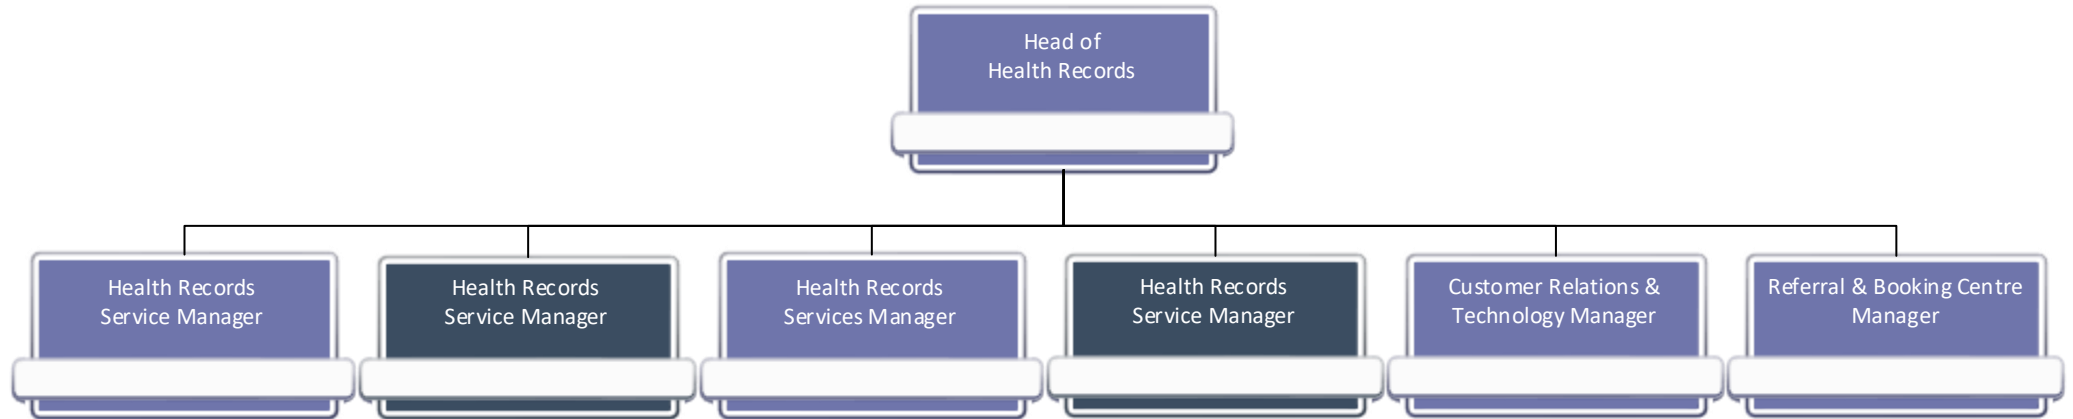 Head of
Health Records
Health Records
Service Manager
Health Records
Service Manager
Health Records
Services Manager
Health Records
Service Manager
Customer Relations &
Technology Manager
Referral & Booking Centre
Manager